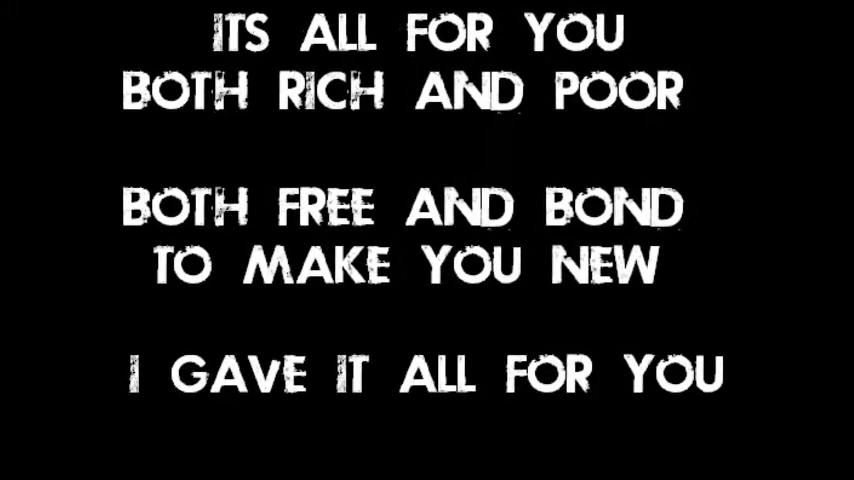 ITS ALL FOR YOU
BOTH RICH AND POOR
BOTH FREE AND BOND
TO MAKE YOU NEW
I GAVE IT ALL FOR YOU